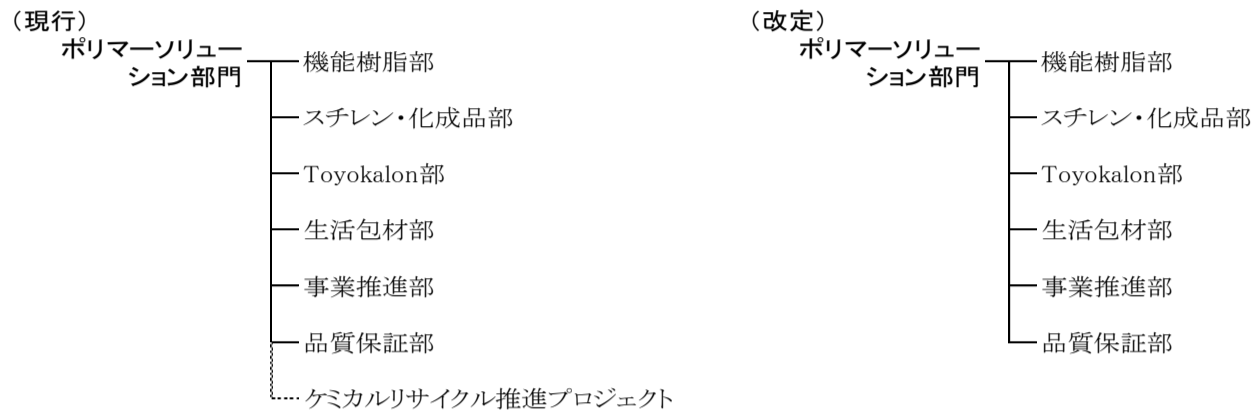 （現行）
ポリマーソリュー
ション部門
機能樹脂部
スチレン・化成品部
Toyokalon部
生活包材部
事業推進部
品質保証部
ケミカルリサイクル推進プロジェクト
（改定）
ポリマーソリュー
ション部門
機能樹脂部
スチレン・化成品部
Toyokalon部
生活包材部
事業推進部
品質保証部